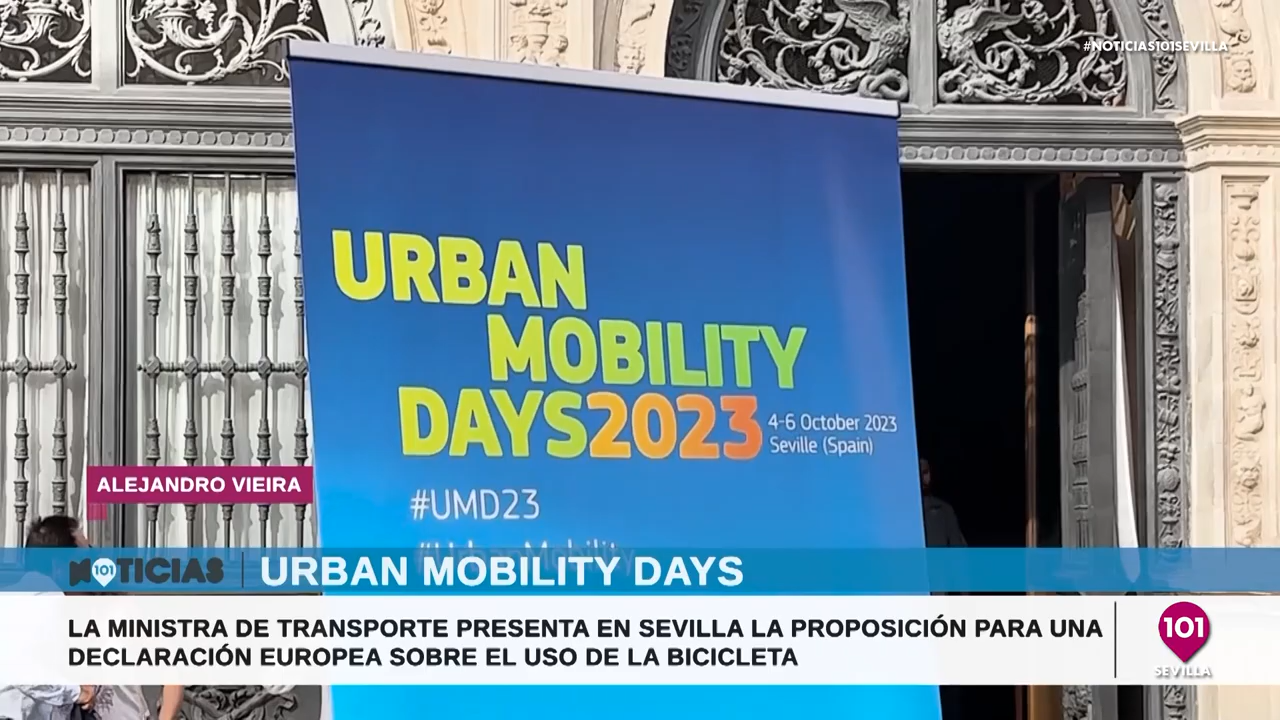 #NOTICIAS101SEVILLA
URBAN
MOBILITY
DAYS2023
4-6 October 2023
Seville (Spain)
#UMD23
#UrbanMobility
ALEJANDRO VIEIRA
NOTICIAS
101
URBAN MOBILITY DAYS
LA MINISTRA DE TRANSPORTE PRESENTA EN SEVILLA LA PROPOSICIÓN PARA UNA
DECLARACIÓN EUROPEA SOBRE EL USO DE LA BICICLETA
101
SEVILLA